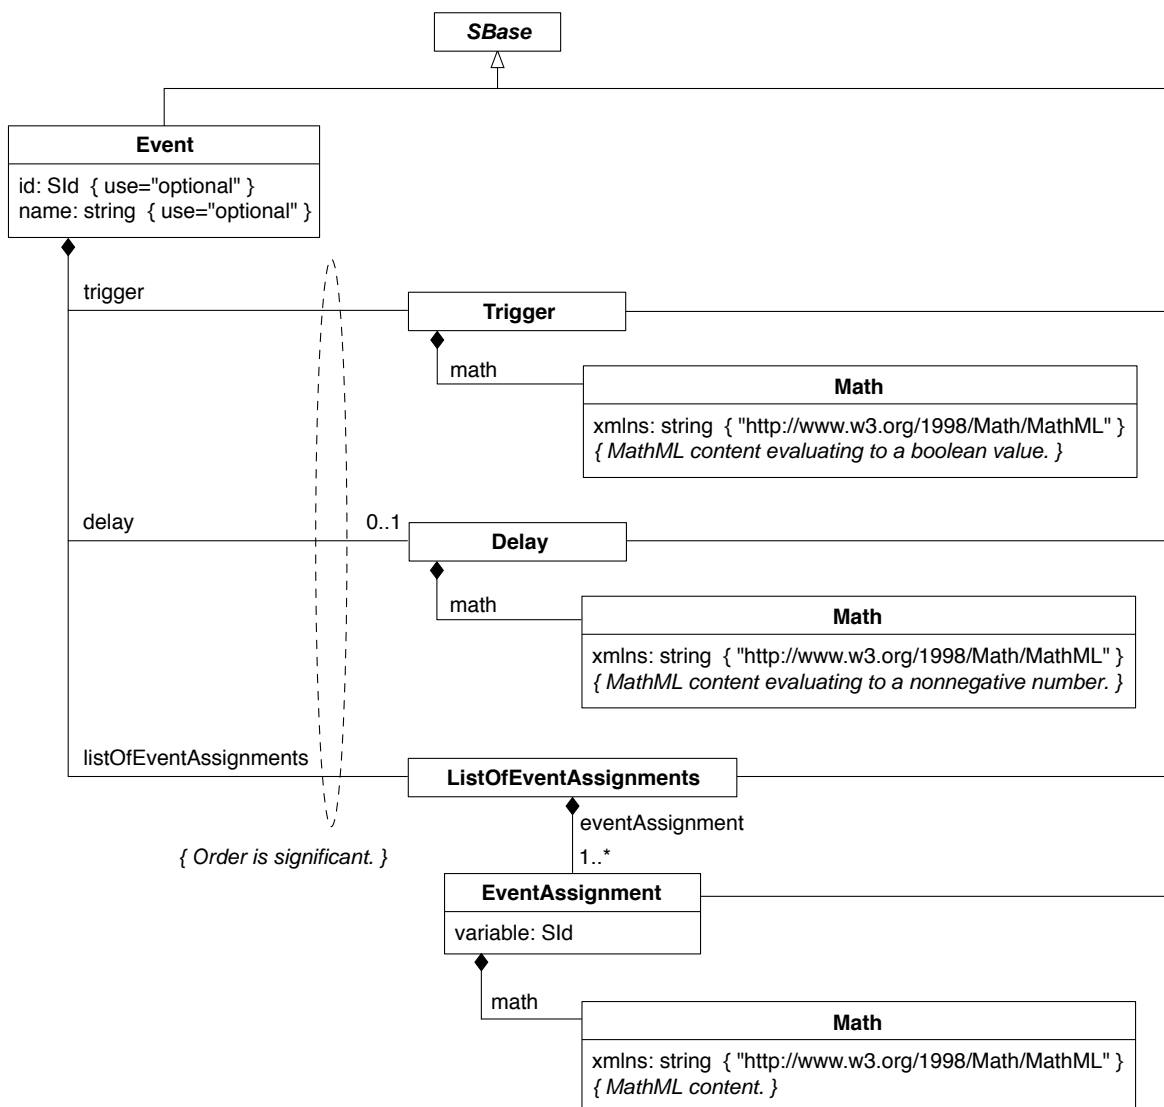 SBase
Event
id: SId { use="optional" }
name: string { use="optional" }
trigger
Trigger
math
Math
xmlns: string { "http://www.w3.org/1998/Math/MathML" }
{ MathML content evaluating to a boolean value. }
delay
0..1
Delay
math
Math
xmlns: string { "http://www.w3.org/1998/Math/MathML" }
{ MathML content evaluating to a nonnegative number. }
listOfEventAssignments
ListOfEventAssignments
eventAssignment
{ Order is significant. }
1..*
EventAssignment
variable: SId
math
Math
xmlns: string { "http://www.w3.org/1998/Math/MathML" }
{ MathML content. }